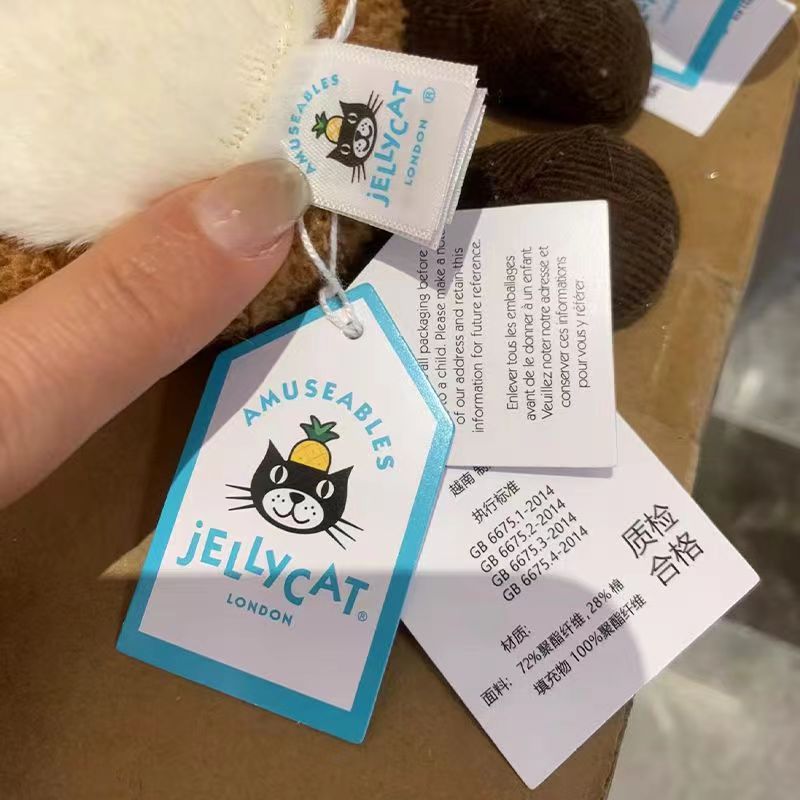 AMUSEABLES
JELLYCAT®
LONDON
all packaging before
to a child. Please make a note
of our address and retain this
information for future reference.
Enlever tous les emballages
avant de le donner à un enfant.
Veuillez noter notre adresse et
conserver ces informations
pour vous y référer.
AMUSEABLES
JELLYCAT®
LONDON
越南
执行标准
GB 6675.1-2014
GB 6675.2-2014
GB 6675.3-2014
GB 6675.4-2014
质检
合格
材质:
面料: 72%聚酯纤维, 28% 棉
填充物 100%聚酯纤维